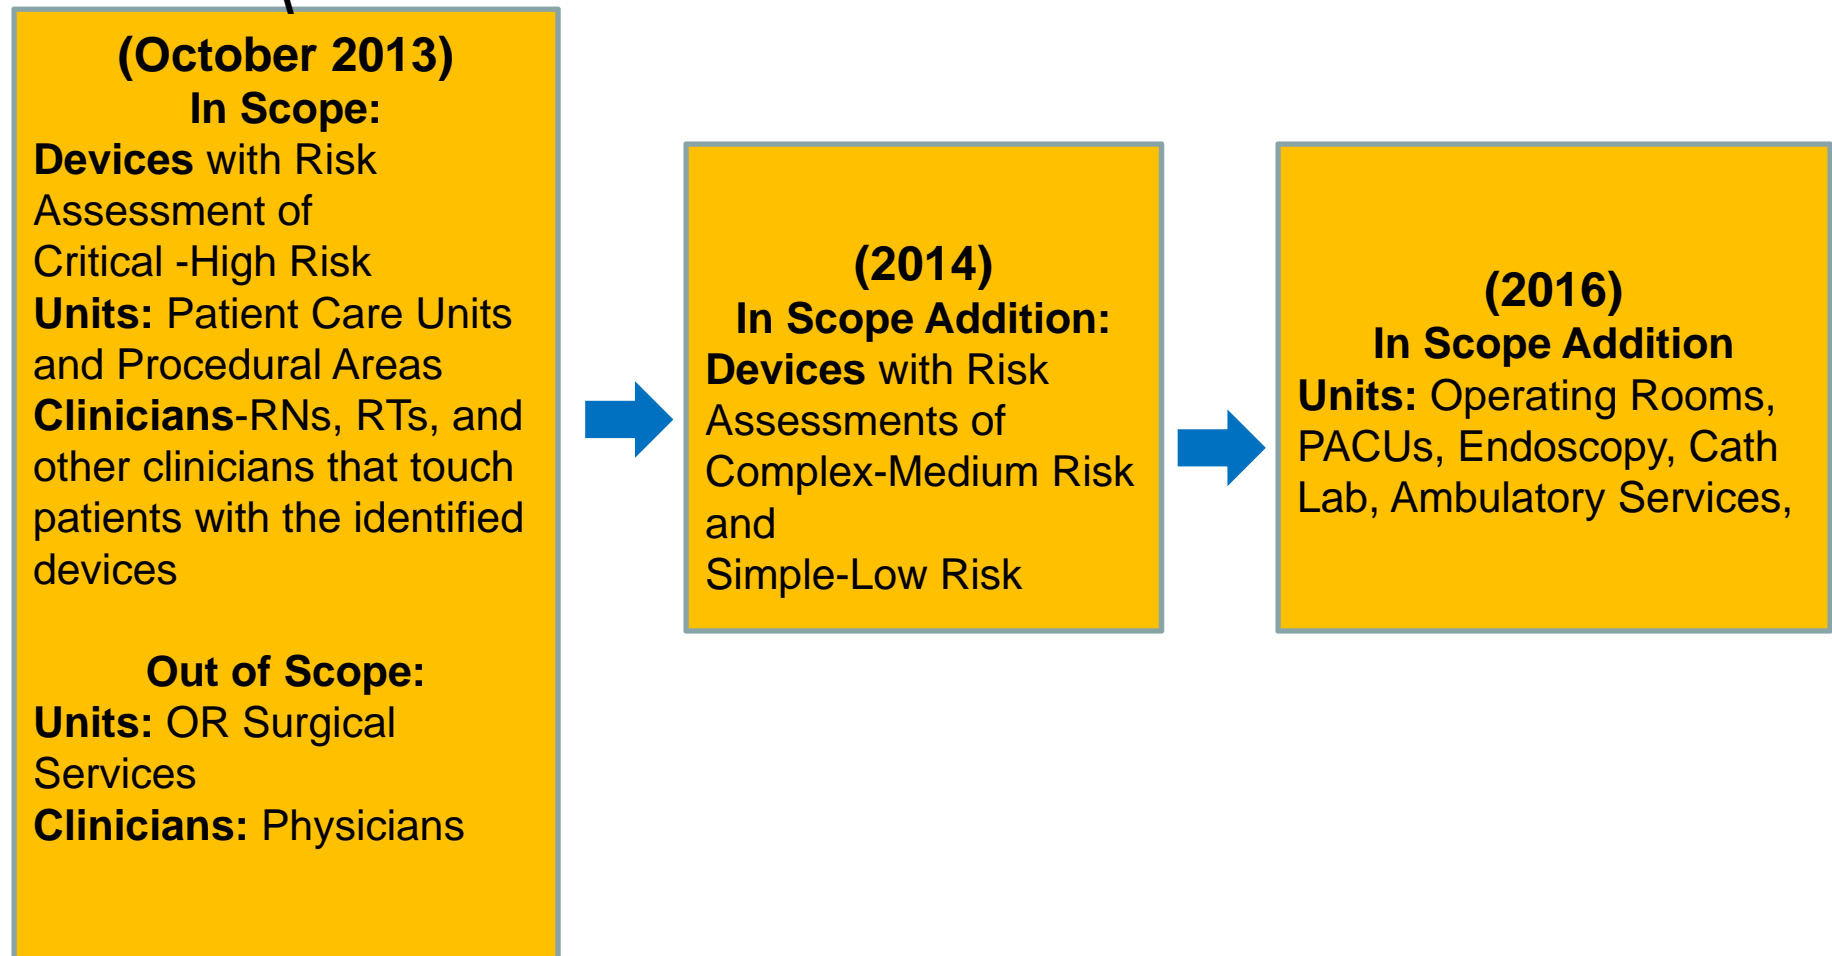 (October 2013)
In Scope:
Devices with Risk
Assessment of
Critical -High Risk
Units: Patient Care Units
and Procedural Areas
Clinicians-RNs, RTs, and
other clinicians that touch
patients with the identified
devices
Out of Scope:
Units: OR Surgical
Services
Clinicians: Physicians
(2014)
In Scope Addition:
Devices with Risk
Assessments of
Complex-Medium Risk
and
Simple-Low Risk
(2016)
In Scope Addition
Units: Operating Rooms,
PACUs, Endoscopy, Cath
Lab, Ambulatory Services,